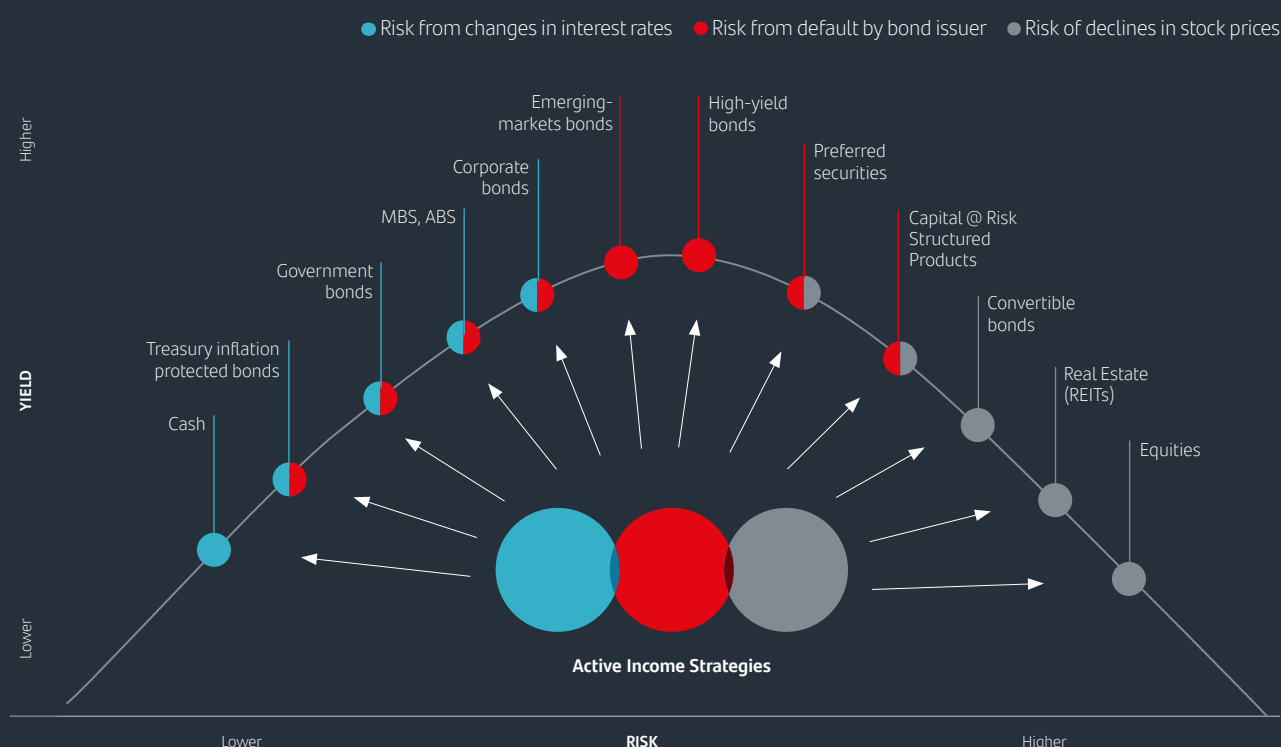 Risk from changes in interest rates
Risk from default by bond issuer
Risk of declines in stock prices
Higher
YIELD
Lower
Cash
Treasury inflation
protected bonds
Government
bonds
MBS, ABS
Corporate
bonds
Emerging-
markets bonds
High-yield
bonds
Preferred
securities
Capital @ Risk
Structured
Products
Convertible
bonds
Real Estate
(REITs)
Equities
Active Income Strategies
Lower
RISK
Higher